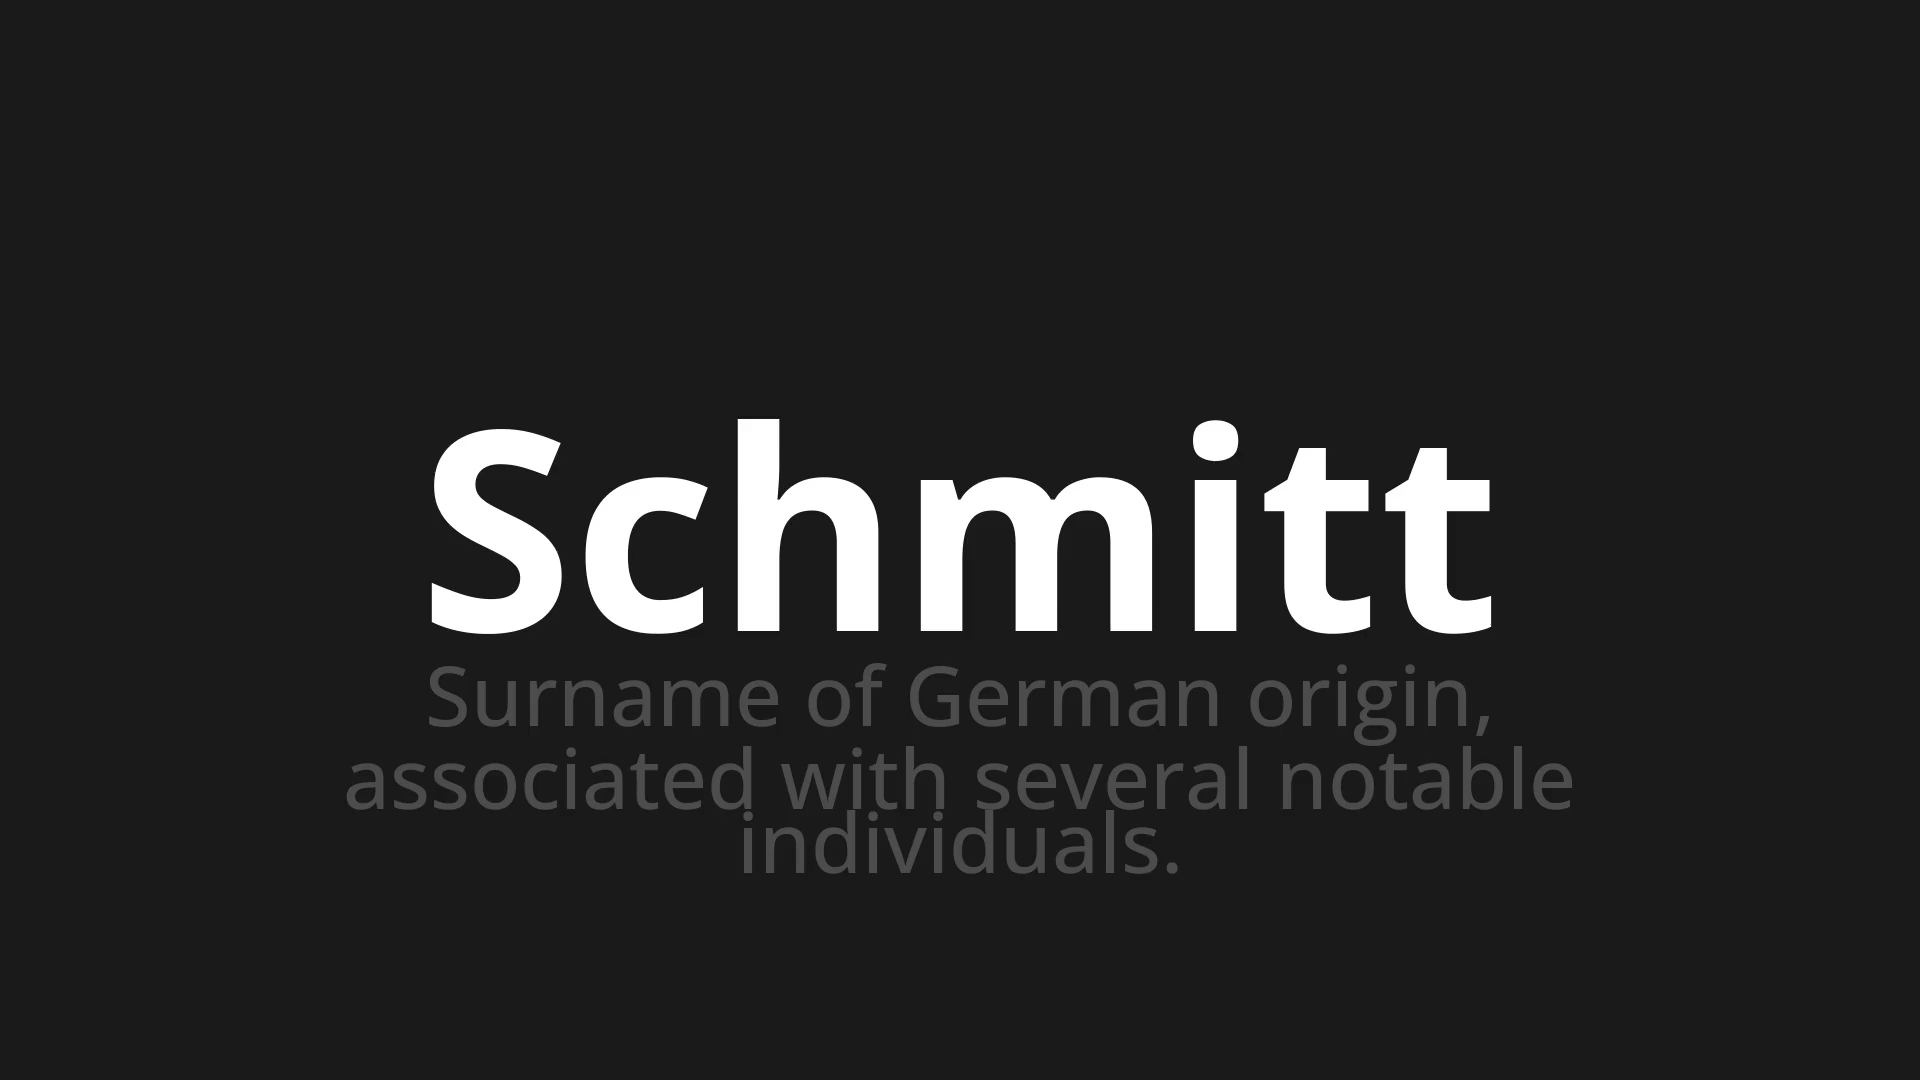 Schmitt
Surname of German origin,
associated with several notable
individuals.